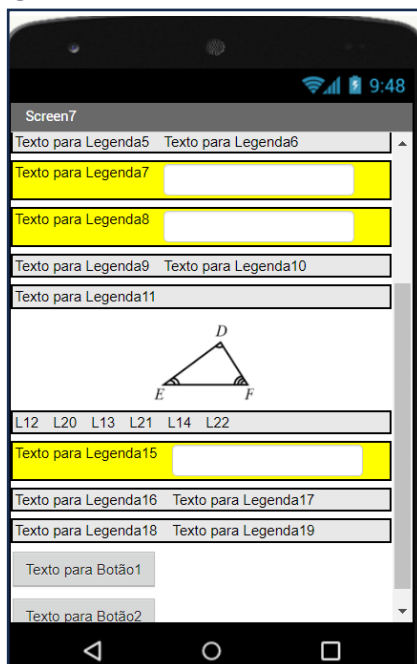 9:48
Screen7
Texto para Legenda5 Texto para Legenda6
Texto para Legenda7
Texto para Legenda8
Texto para Legenda9 Texto para Legenda10
Texto para Legenda11
D
E F
L12 L20 L13 L21 L14 L22
Texto para Legenda15
Texto para Legenda16 Texto para Legenda17
Texto para Legenda18 Texto para Legenda19
Texto para Botão1
Texto para Botão2